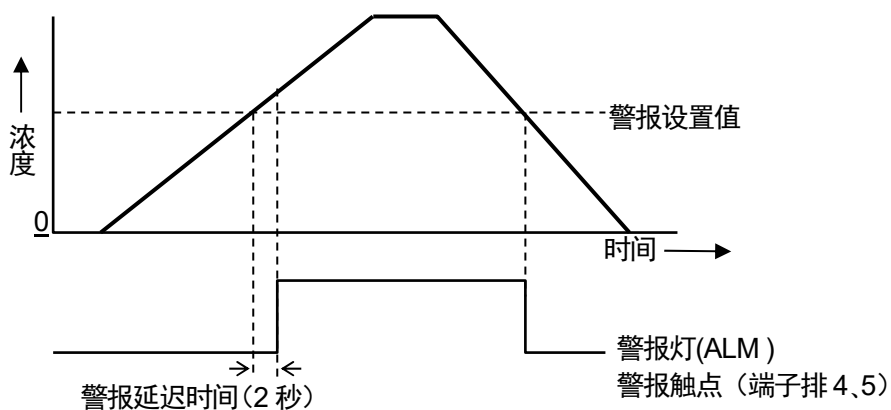 警报设置值
浓度
0
时间
警报灯(ALM )
警报延迟时间(2 秒)
警报触点（端子排 4、5）